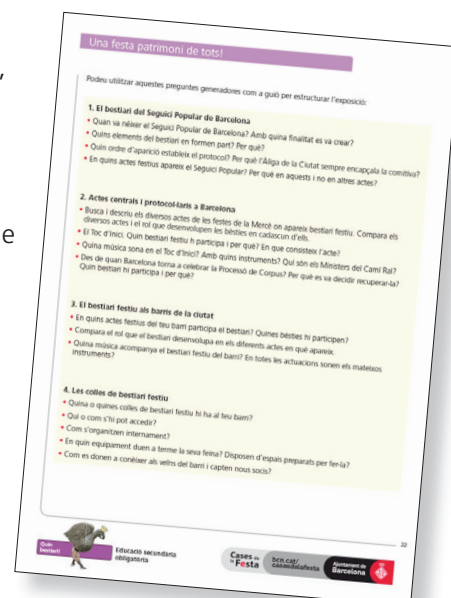 ,
e
Una festa patrimoni de tots!
Podeu utilitzar aquestes preguntes generadores com a guió per estructurar l'exposició:
1. El bestiari del Seguici Popular de Barcelona
• Quan va néixer el Seguici Popular de Barcelona? Amb quina finalitat es va crear?
• Quins elements del bestiari en formen part? Per què?
• Quin ordre d'aparició estableix el protocol? Per què l'Àliga de la Ciutat sempre encapçala la comitiva?
• En quins actes festius apareix el Seguici Popular? Per què en aquests i no en altres actes?
2. Actes centrals i protocol·laris a Barcelona
• Busca i descriu els diversos actes de les festes de la Mercè on apareix bestiari festiu. Compara els
diversos actes i el rol que desenvolupen les bèsties en cadascun d'ells.
• El Toc d'Inici. Quin bestiari festiu h participa i per què? En que consisteix l'acte?
• Quina música sona en el Toc d'Inici? Amb quins instruments? Qui són els Ministers del Camí Ral?
• Des de quan Barcelona torna a celebrar la Processó de Corpus? Per què es va decidir recuperar-la?
Quin bestiari hi participa i per què?
3. El bestiari festiu als barris de la ciutat
• En quins actes festius del teu barri participa el bestiari? Quines bèsties hi participen?
• Compara el rol que el bestiari desenvolupa en els diferents actes en què apareix.
• Quina música acompanya el bestiari festiu del barri? En totes les actuacions sonen els mateixos
instruments?
4. Les colles de bestiari festiu
• Quina o quines colles de bestiari festiu hi ha al teu barri?
• Qui o com s'hi pot accedir?
• Com s'organitzen internament?
• En quin equipament duen a terme la seva feina? Disposen d'espais preparats per fer-la?
• Com es donen a conèixer als veïns del barri i capten nous socis?
22
Quin
bestiari!
Educació secundària
obligatòria
Cases de
la Festa
bcn.cat/
casesdelafesta
Ajuntament de
Barcelona